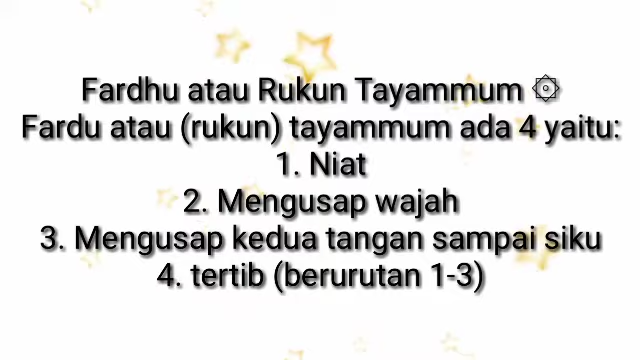 Fardhu atau Rukun Tayammum ۞
Fardu atau (rukun) tayammum ada 4 yaitu:
1. Niat
2. Mengusap wajah
3. Mengusap kedua tangan sampai siku
4. tertib (berurutan 1-3)